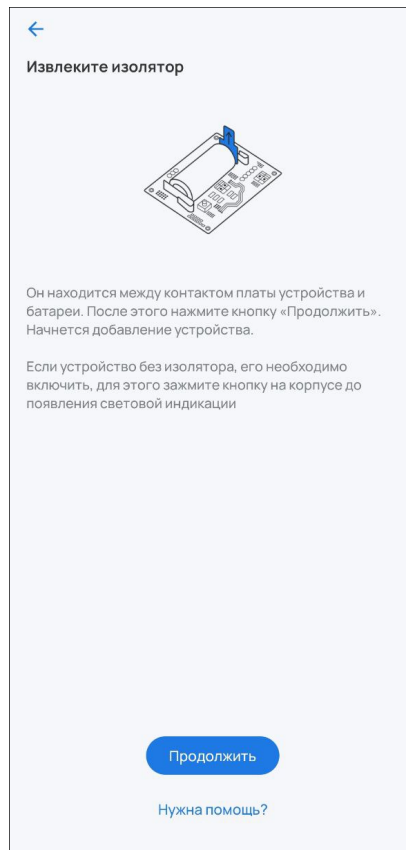 Извлеките изолятор
Он находится между контактом платы устройства и
батареи. После этого нажмите кнопку «Продолжить».
Начнется добавление устройства.
Если устройство без изолятора, его необходимо
включить, для этого зажмите кнопку на корпусе до
появления световой индикации
Продолжить
Нужна помощь?